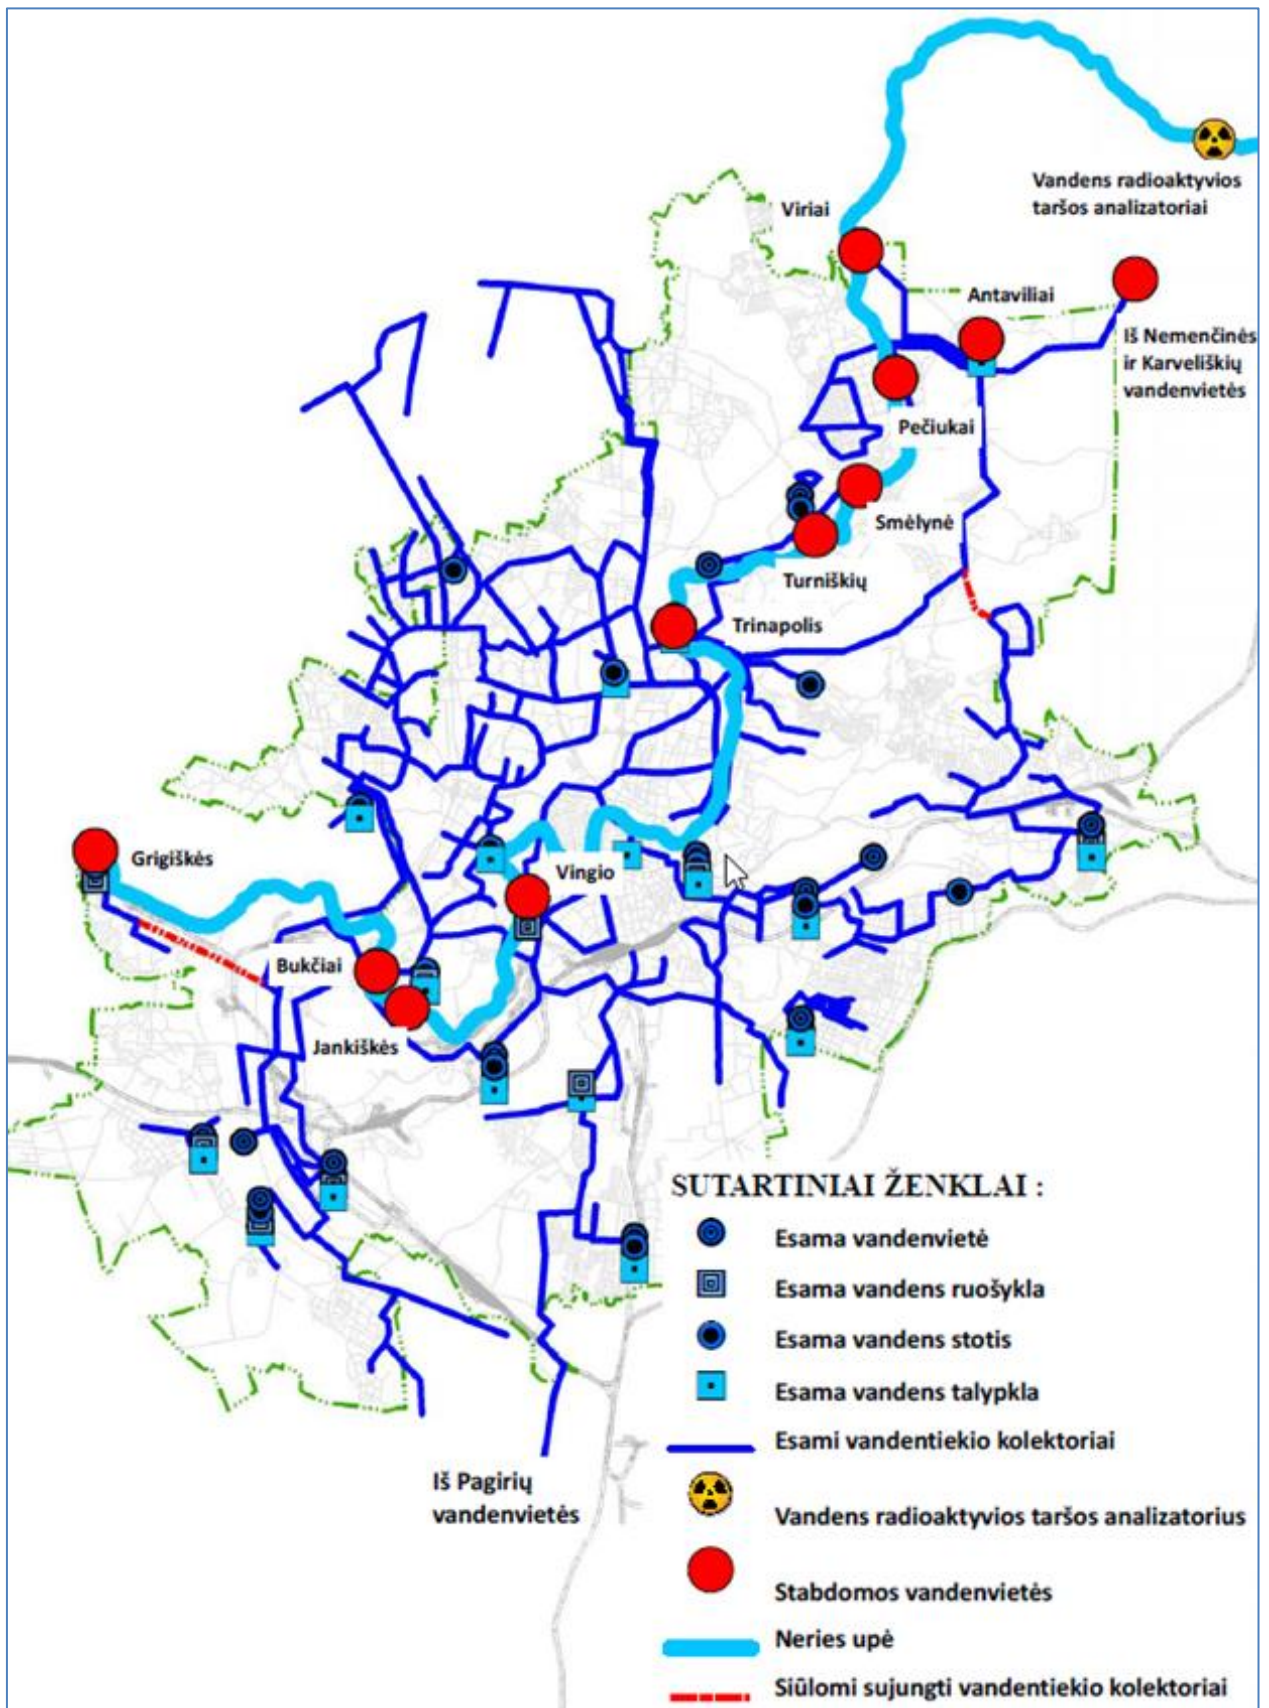 Vandens radioaktyvios
taršos analizatoriai
Viriai
Antaviliai
Iš Nemenčinės
ir Karveliškių
vandenvietės
Pečiukai
Smėlynė
Turniškių
Trinapolis
Grigiškės
Vingio
Bukčiai
Jankiškės
Iš Pagirių
vandenvietės
SUTARTINIAI ŽENKLAI :
Esama vandenvietė
Esama vandens ruošykla
Esama vandens stotis
Esama vandens talypkla
Esami vandentiekio kolektoriai
Vandens radioaktyvios taršos analizatorius
Stabdomos vandenvietės
Neries upė
Siūlomi sujungti vandentiekio kolektoriai